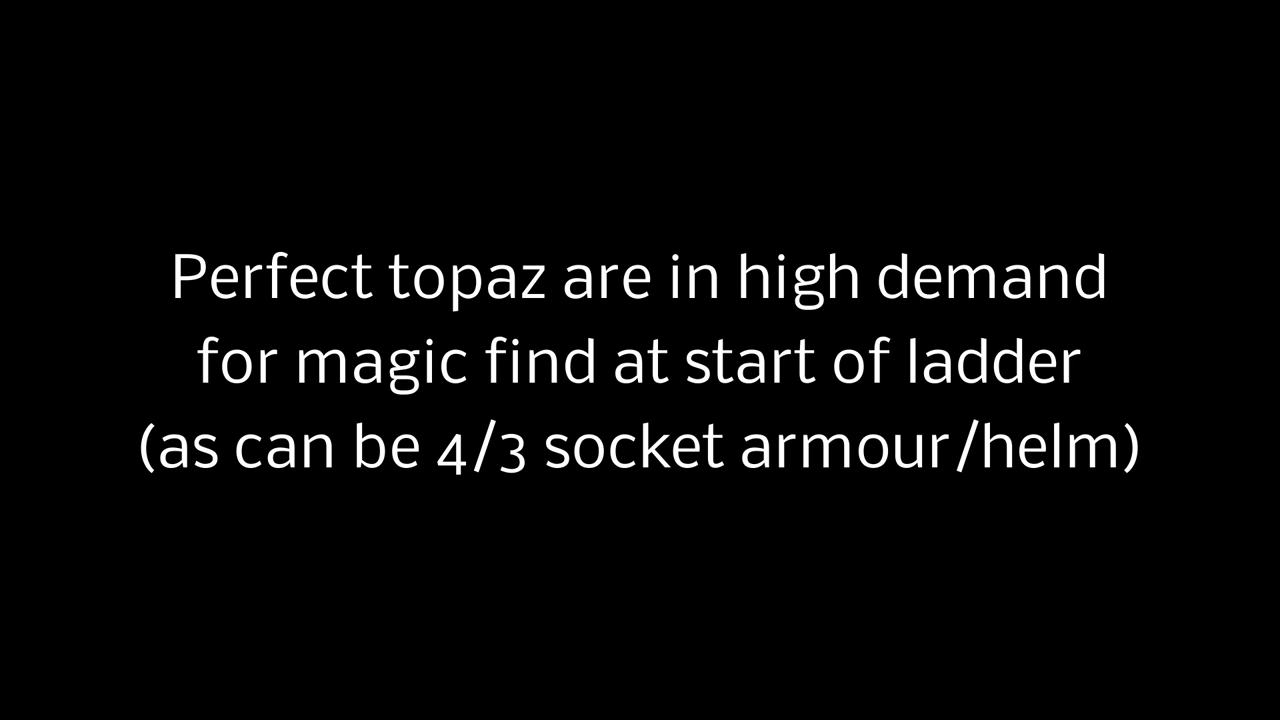 Perfect topaz are in high demand
for magic find at start of ladder
(as can be 4/3 socket armour/helm)